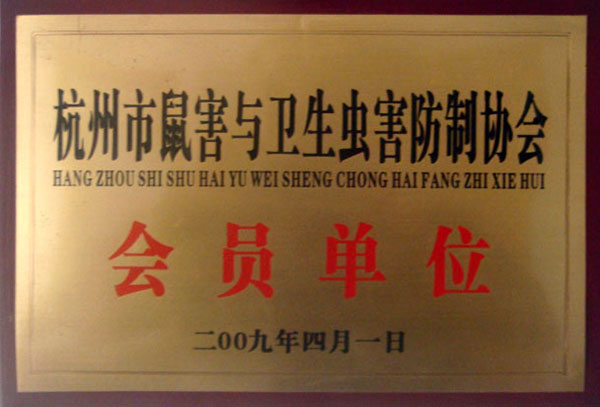 杭州市鼠害与卫生虫害防制协会
HANG ZHOU SHI SHU HAI YU WEI SHENG CHONG HAI FANG ZHI XIE HUI
会员单位
二00九年四月一日